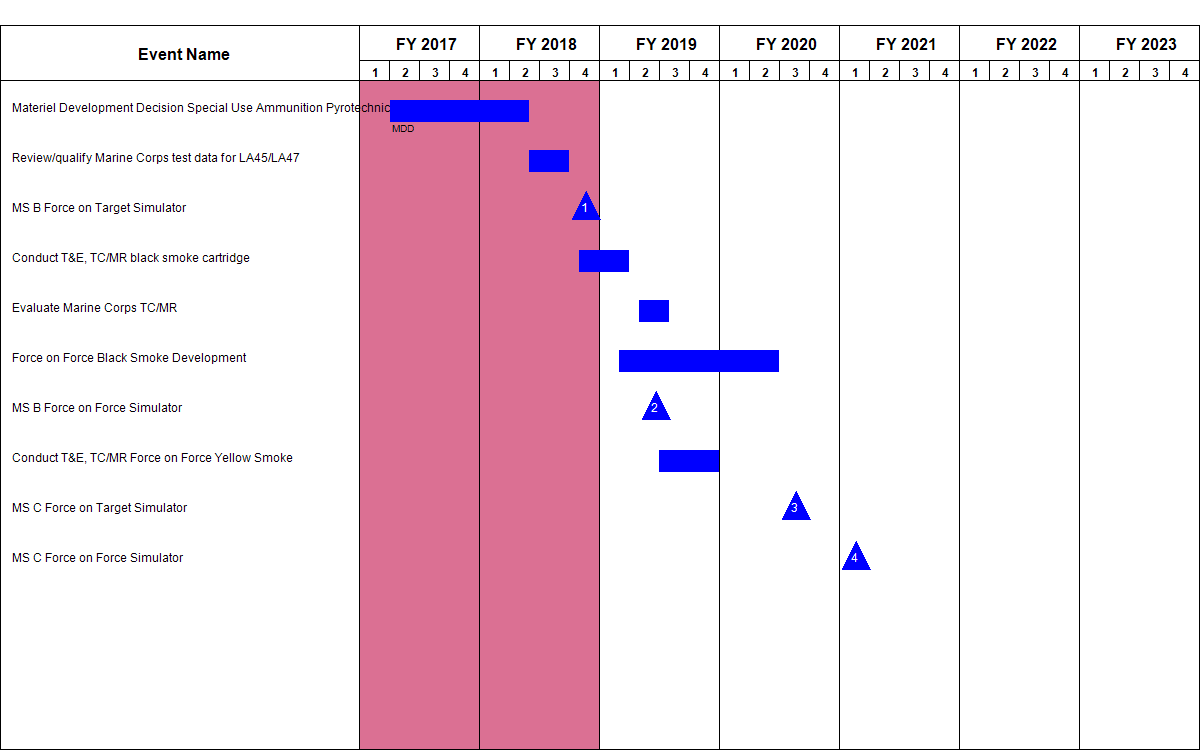 Event Name
FY 2017 FY 2018 FY 2019 FY 2020 FY 2021 FY 2022 FY 2023
1 2 3 4 1 2 3 4 1 2 3 4 1 2 3 4 1 2 3 4 1 2 3 4 1 2 3 4
Materiel Development Decision Special Use Ammunition Pyrotechnic
MDD
Review/qualify Marine Corps test data for LA45/LA47
MS B Force on Target Simulator
1
Conduct T&E, TC/MR black smoke cartridge
Evaluate Marine Corps TC/MR
Force on Force Black Smoke Development
MS B Force on Force Simulator
2
Conduct T&E, TC/MR Force on Force Yellow Smoke
MS C Force on Target Simulator
3
MS C Force on Force Simulator
4